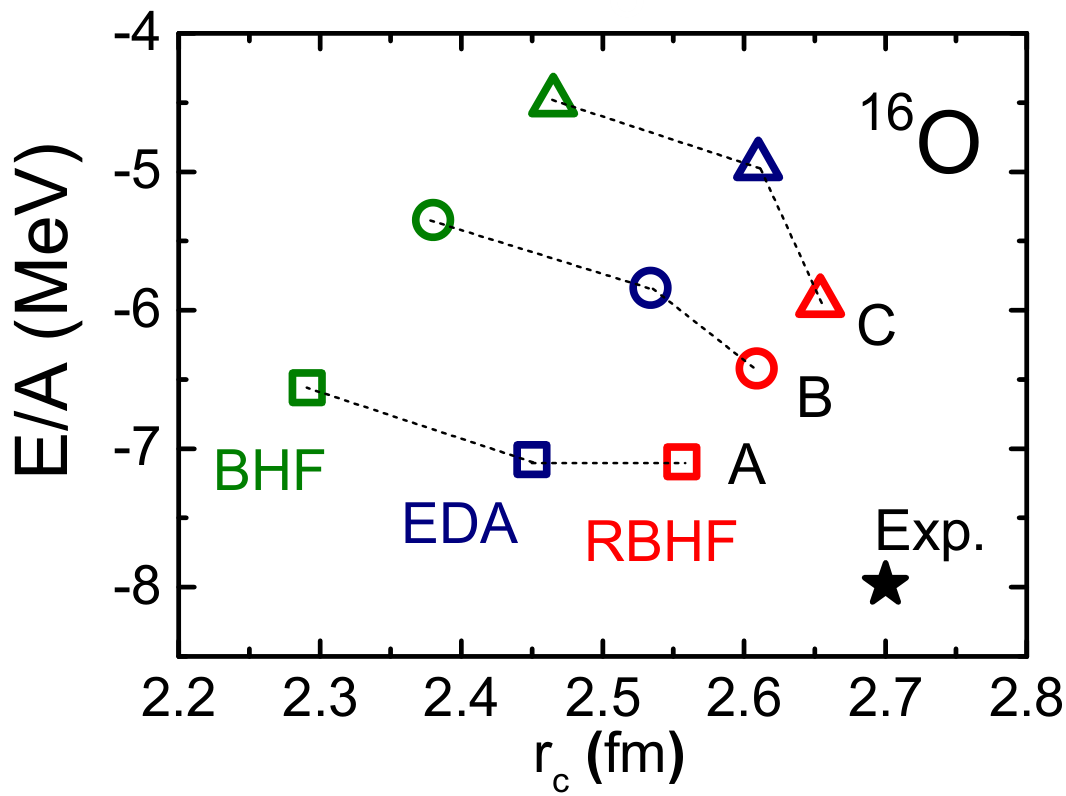 -4
-5
-6
-7
-8
E/A (MeV)
¹⁶O
C
B
A
BHF
EDA
RBHF
Exp.
2.2 2.3 2.4 2.5 2.6 2.7 2.8
r_c (fm)